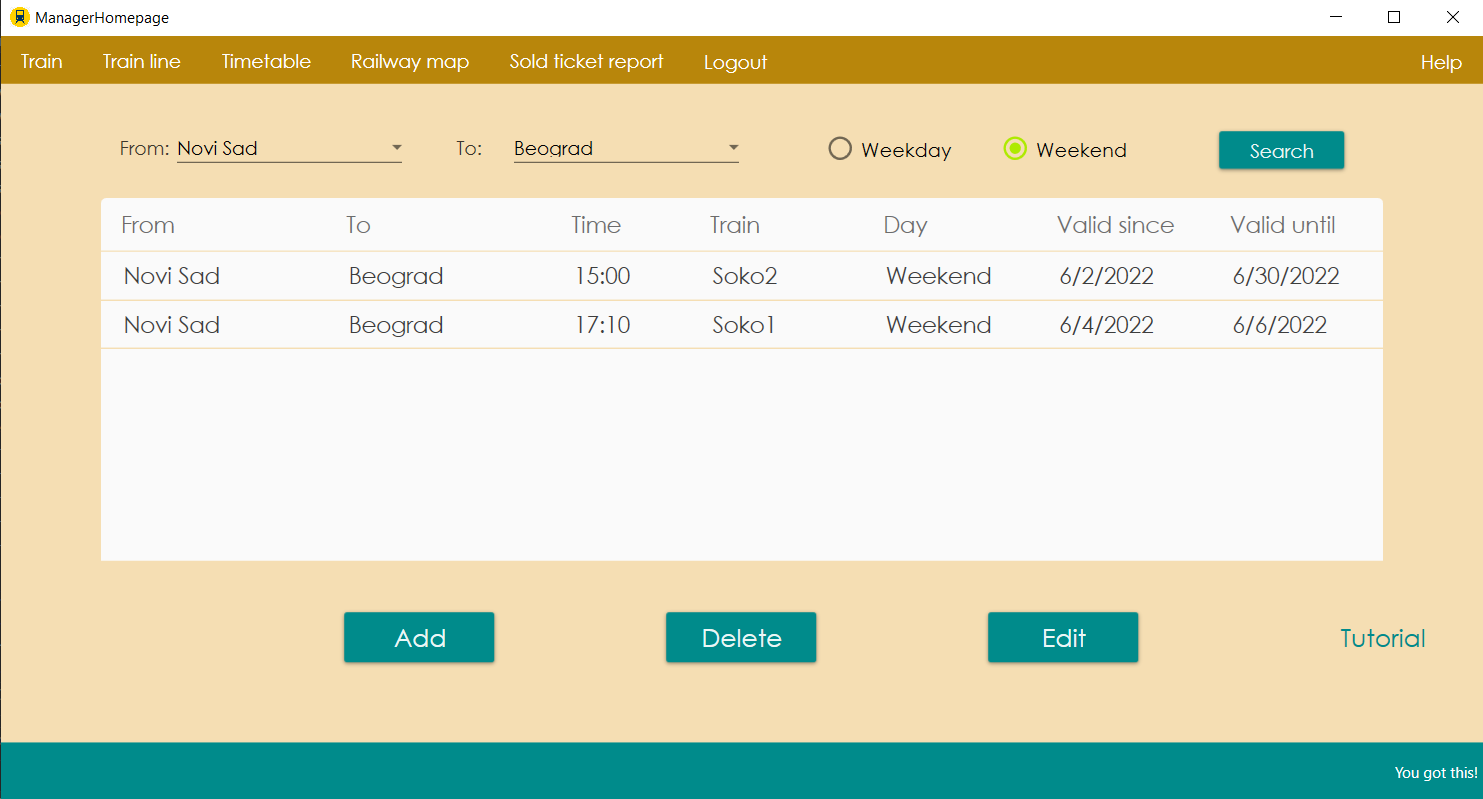 ManagerHomepage
Train Train line Timetable Railway map Sold ticket report Logout Help
From: Novi Sad To: Beograd Weekday Weekend Search
From To Time Train Day Valid since Valid until
Novi Sad Beograd 15:00 Soko2 Weekend 6/2/2022 6/30/2022
Novi Sad Beograd 17:10 Soko1 Weekend 6/4/2022 6/6/2022
Add Delete Edit Tutorial
You got this!